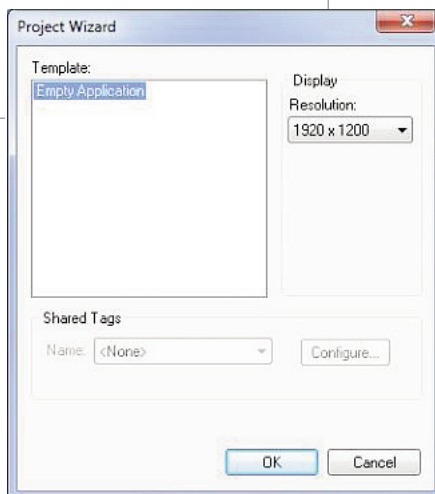 Project Wizard
Template:
Empty Application
Display
Resolution:
1920 x 1200
Shared Tags
Name: <None>
Configure...
OK
Cancel